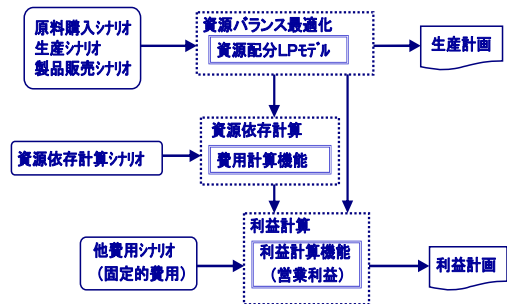 原料購入ｼﾅﾘｵ
生産ｼﾅﾘｵ
製品販売ｼﾅﾘｵ
資源バランス最適化
資源配分LPﾓﾃﾞﾙ
生産計画
資源依存計算
費用計算機能
資源依存計算ｼﾅﾘｵ
利益計算
利益計算機能
（営業利益）
他費用ｼﾅﾘｵ
（固定的費用）
利益計画